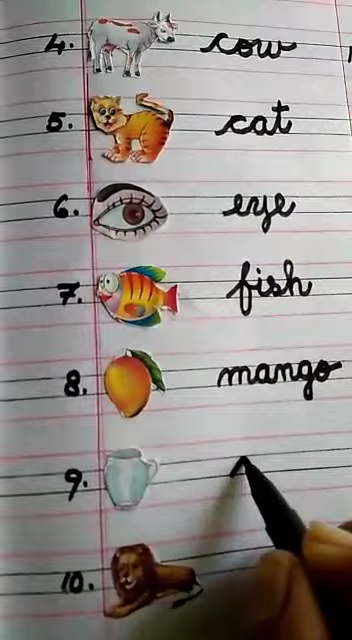 4. cow
5. cat
6. eye
7. fish
8. mango
9.
10.